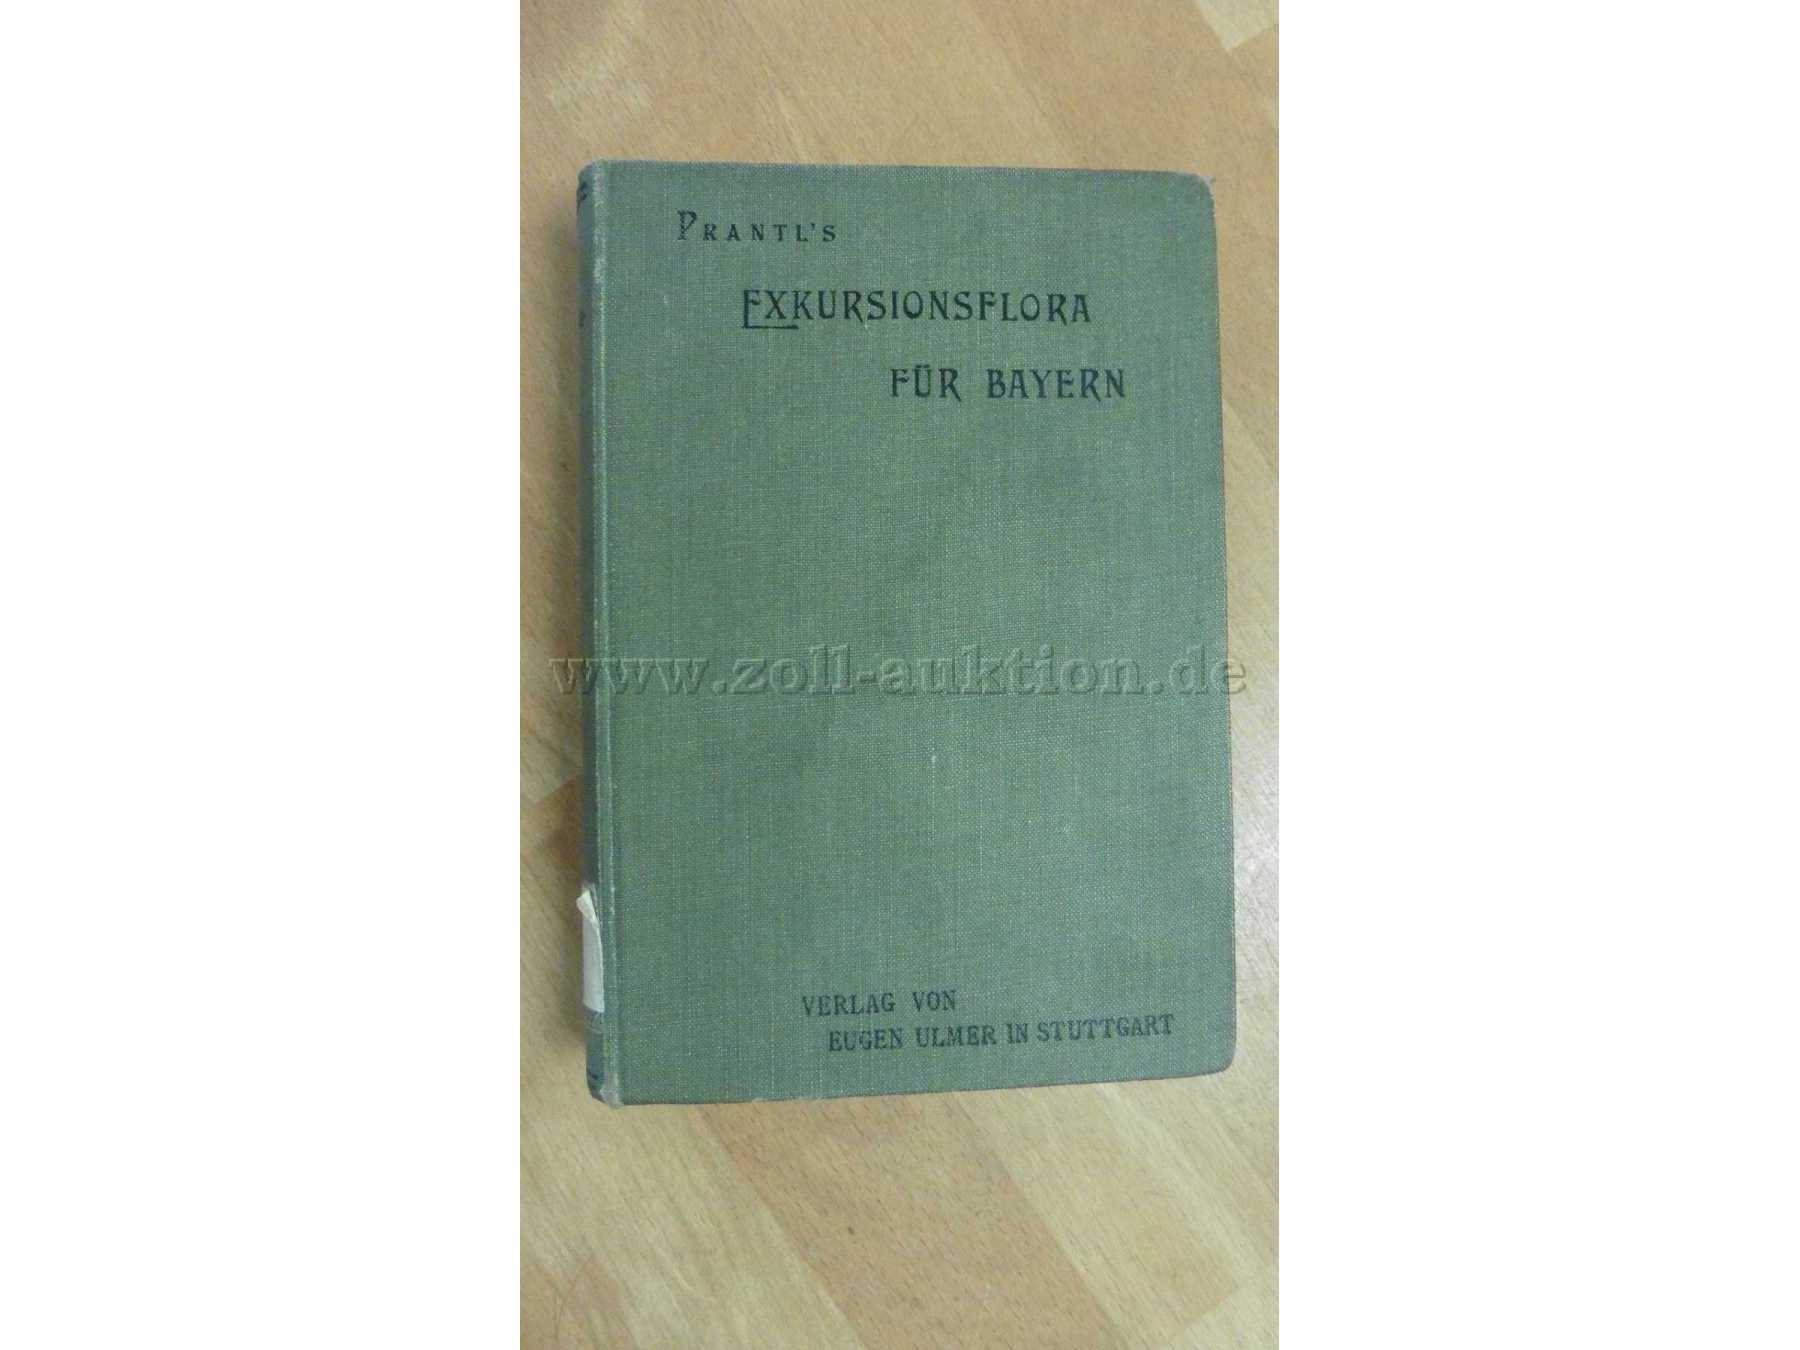 PRANTL'S
EXKURSIONSFLORA
FÜR BAYERN
www.zoll-auktion.de
VERLAG VON
EUGEN ULMER IN STUTTGART